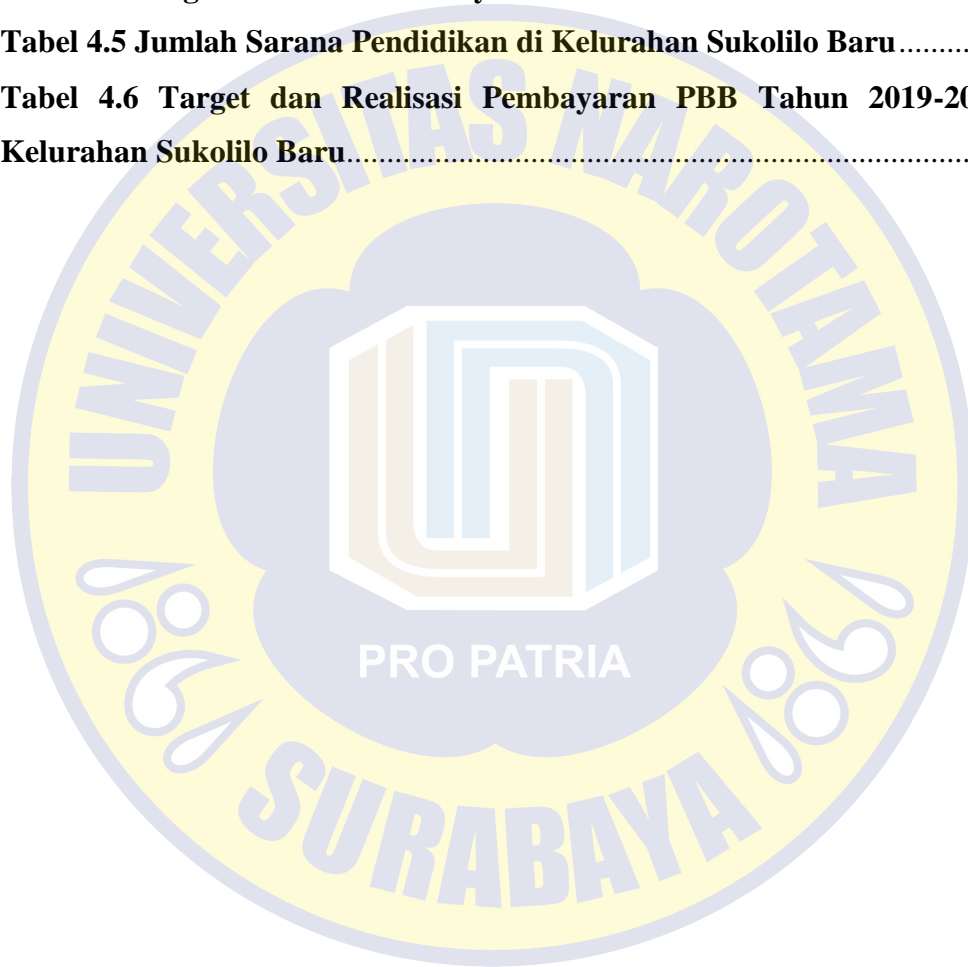 Tabel 4.5 Jumlah Sarana Pendidikan di Kelurahan Sukolilo Baru..........
Tabel 4.6 Target dan Realisasi Pembayaran PBB Tahun 2019-20
Kelurahan Sukolilo Baru..........................................................................
UNIVERSITAS NAROTAMA
PRO PATRIA
SURABAYA